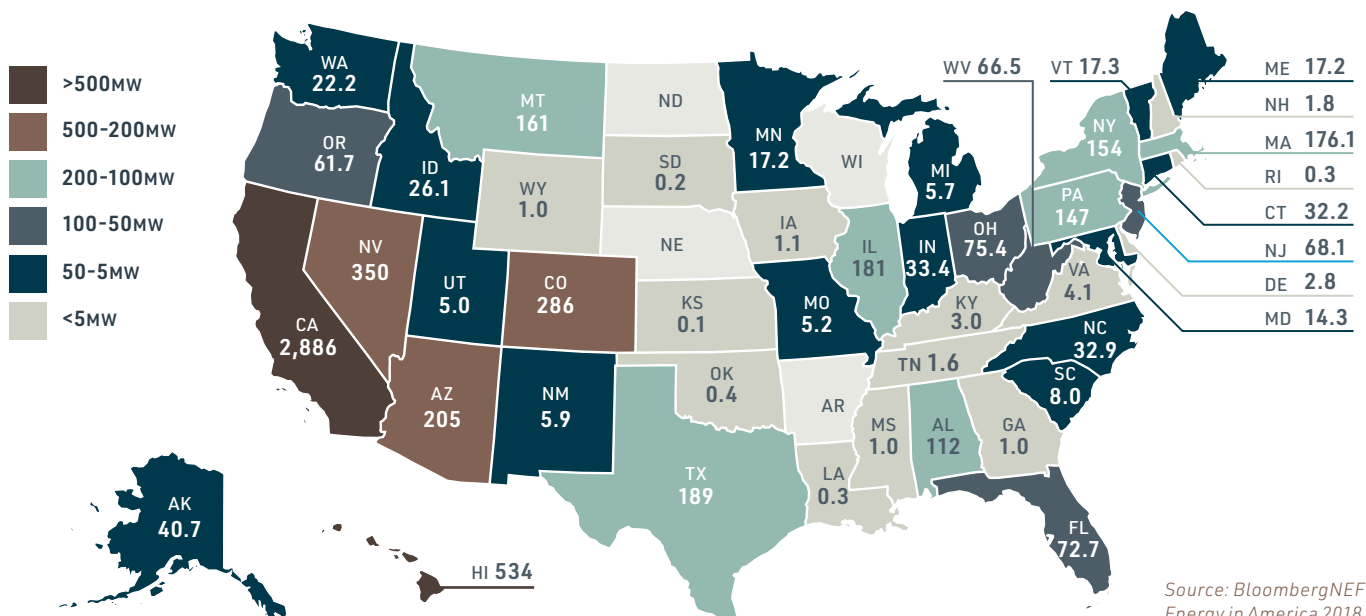 >500MW
500-200MW
200-100MW
100-50MW
50-5MW
<5MW
WA
22.2
OR
61.7
CA
2,886
NV
350
ID
26.1
MT
161
WY
1.0
UT
5.0
CO
286
AZ
205
NM
5.9
ND
SD
0.2
NE
KS
0.1
OK
0.4
TX
189
MN
17.2
IA
1.1
MO
5.2
AR
LA
0.3
WI
IL
181
MI
5.7
IN
33.4
OH
75.4
KY
3.0
TN 1.6
MS
1.0
AL
112
GA
1.0
FL
72.7
SC
8.0
NC
32.9
VA
4.1
WV 66.5
PA
147
NY
154
VT 17.3
ME 17.2
NH 1.8
MA 176.1
RI 0.3
CT 32.2
NJ 68.1
DE 2.8
MD 14.3
AK
40.7
HI 534
Source: BloombergNEF
Energy in America 2018